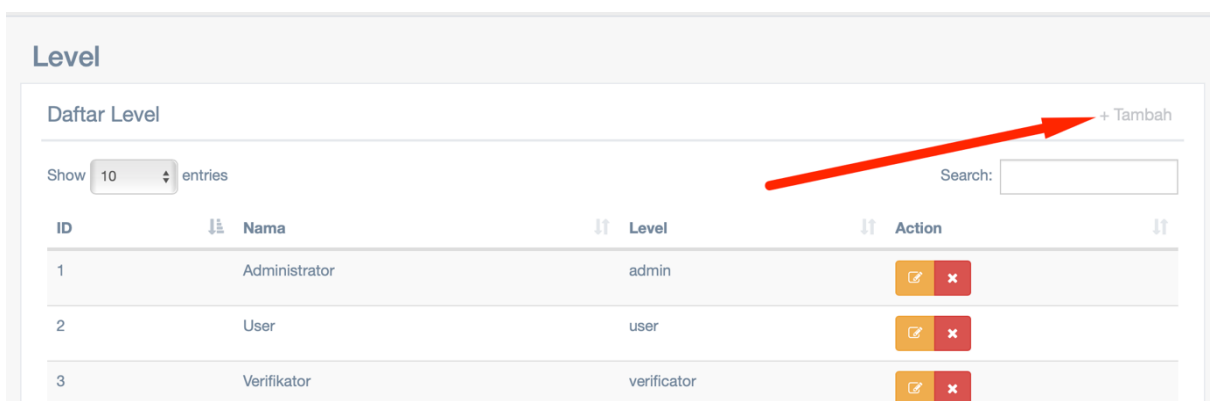 Level
Daftar Level
+ Tambah
Show 10 entries
Search:
ID Nama Level Action
1 Administrator admin
2 User user
3 Verifikator verificator